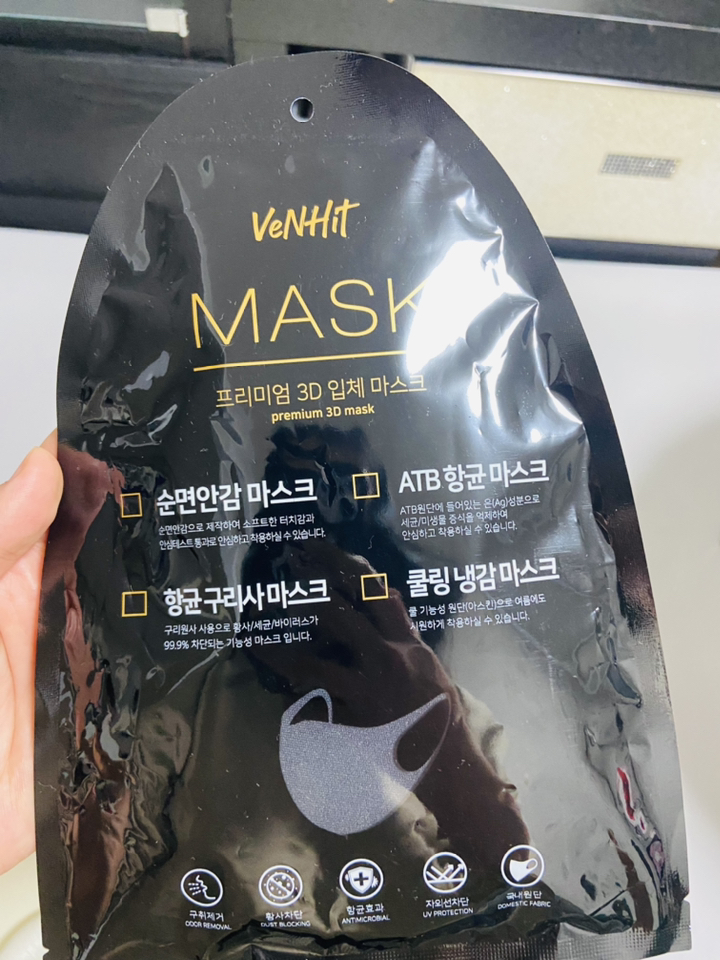 VeNHiT
MASK
프리미엄 3D 입체 마스크
premium 3D mask
순면안감 마스크
순면안감으로 제작하여 소프트한 터치감과
안심테스트 통과로 안심하고 착용하실 수 있습니다.
ATB 항균 마스크
ATB원단에 들어있는 은(Ag)성분으로
세균/미생물 증식을 억제하여
안심하고 착용하실 수 있습니다.
항균 구리사 마스크
구리원사 사용으로 황사/세균/바이러스가
99.9% 차단되는 기능성 마스크 입니다.
쿨링 냉감 마스크
쿨 기능성 원단(아스킨)으로 여름에도
시원하게 착용하실 수 있습니다.
구취제거
ODOR REMOVAL
황사차단
DUST BLOCKING
항균효과
ANTIMICROBIAL
자외선차단
UV PROTECTION
국내원단
DOMESTIC FABRIC